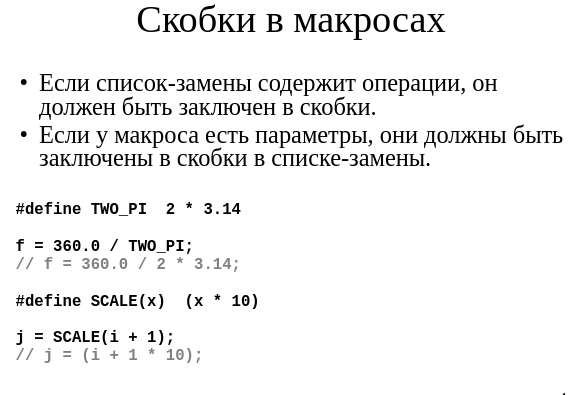 Скобки в макросах
• Если список-замены содержит операции, он
должен быть заключен в скобки.
• Если у макроса есть параметры, они должны быть
заключены в скобки в списке-замены.
#define TWO_PI  2 * 3.14
f = 360.0 / TWO_PI;
// f = 360.0 / 2 * 3.14;
#define SCALE(x)  (x * 10)
j = SCALE(i + 1);
// j = (i + 1 * 10);